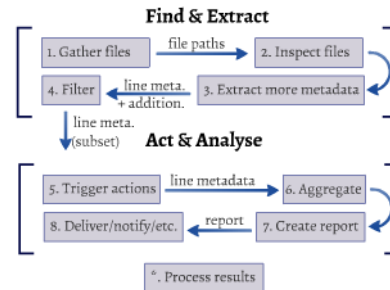 Find & Extract
1. Gather files
file paths
2. Inspect files
4. Filter
line meta.
+ addition.
3. Extract more metadata
line meta.
(subset)
Act & Analyse
5. Trigger actions
line metadata
6. Aggregate
8. Deliver/notify/etc.
report
7. Create report
*. Process results